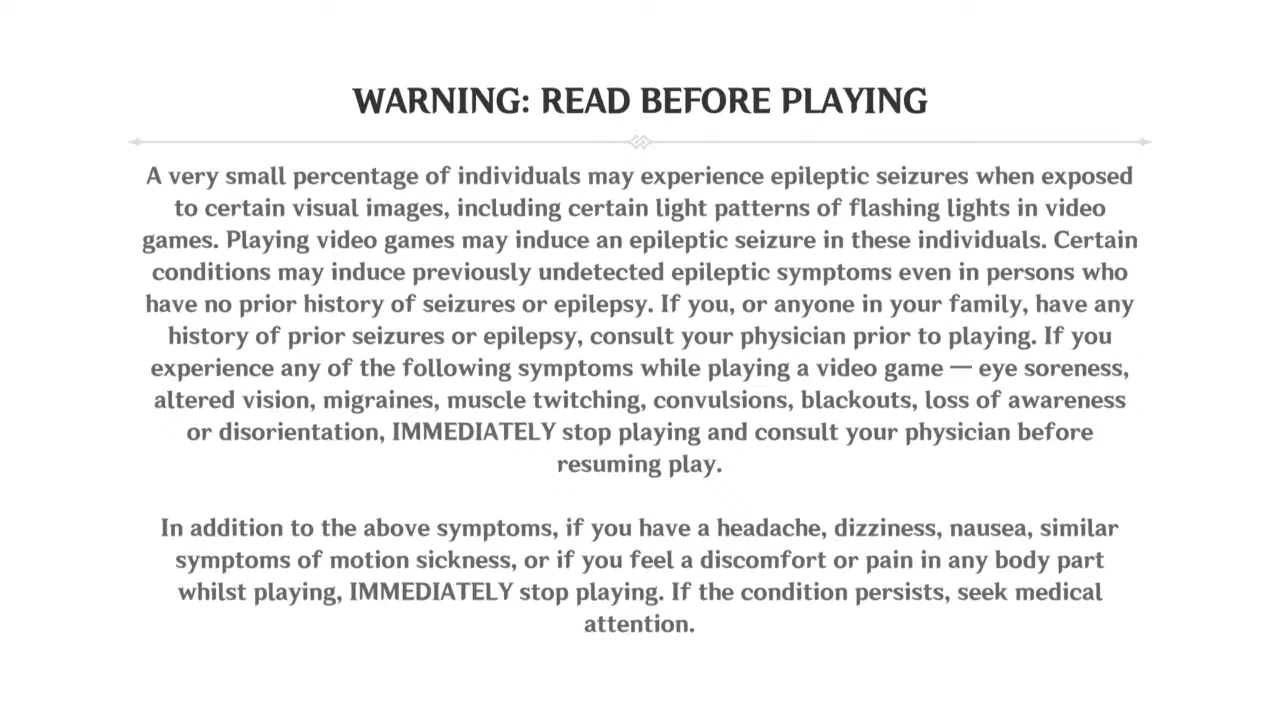 WARNING: READ BEFORE PLAYING
A very small percentage of individuals may experience epileptic seizures when exposed
to certain visual images, including certain light patterns of flashing lights in video
games. Playing video games may induce an epileptic seizure in these individuals. Certain
conditions may induce previously undetected epileptic symptoms even in persons who
have no prior history of seizures or epilepsy. If you, or anyone in your family, have any
history of prior seizures or epilepsy, consult your physician prior to playing. If you
experience any of the following symptoms while playing a video game — eye soreness,
altered vision, migraines, muscle twitching, convulsions, blackouts, loss of awareness
or disorientation, IMMEDIATELY stop playing and consult your physician before
resuming play.
In addition to the above symptoms, if you have a headache, dizziness, nausea, similar
symptoms of motion sickness, or if you feel a discomfort or pain in any body part
whilst playing, IMMEDIATELY stop playing. If the condition persists, seek medical
attention.